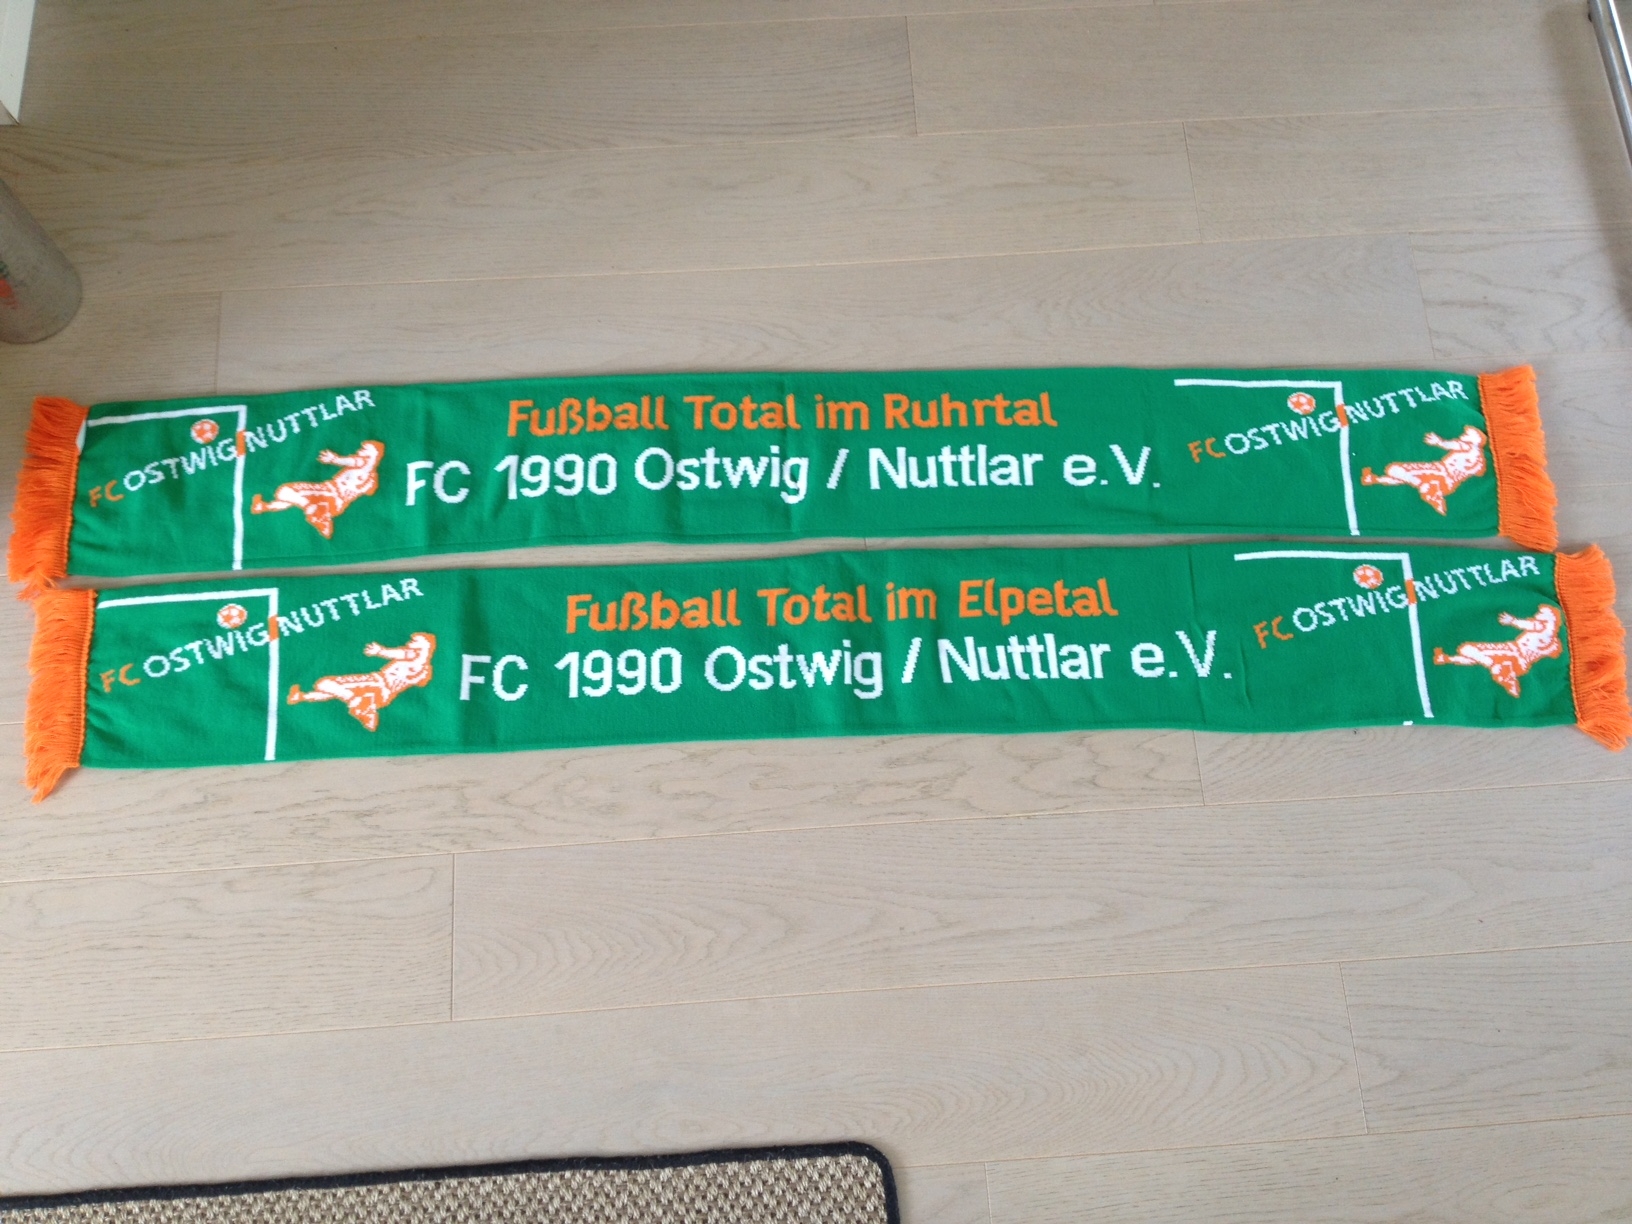 Fußball Total im Ruhrtal
FC OSTWIG NUTTLAR
FC 1990 Ostwig / Nuttlar e.V.
FC OSTWIG NUTTLAR
Fußball Total im Elpetal
FC OSTWIG NUTTLAR
FC 1990 Ostwig / Nuttlar e.V.
FC OSTWIG NUTTLAR